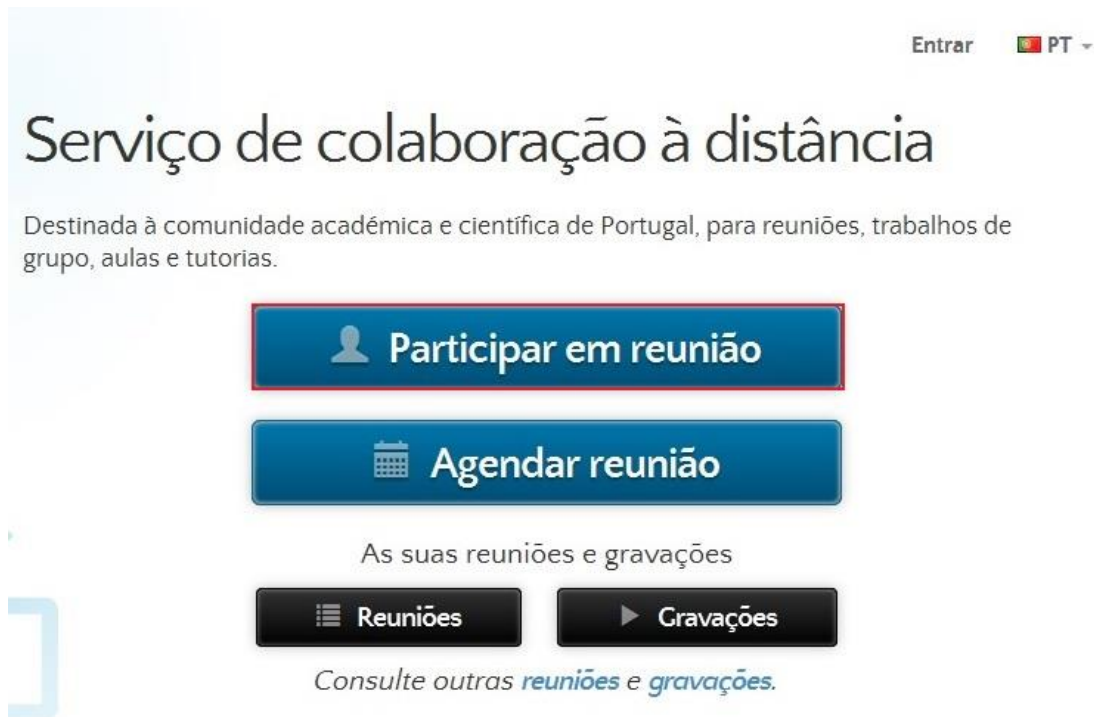 Entrar PT
Serviço de colaboração à distância
Destinada à comunidade académica e científica de Portugal, para reuniões, trabalhos de
grupo, aulas e tutorias.
Participar em reunião
Agendar reunião
As suas reuniões e gravações
Reuniões Gravações
Consulte outras reuniões e gravações.